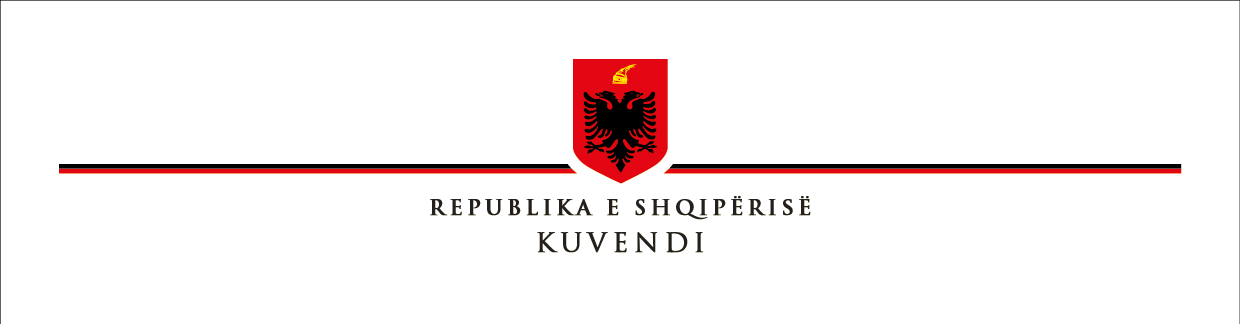 REPUBLIKA E SHQIPËRISË
KUVENDI